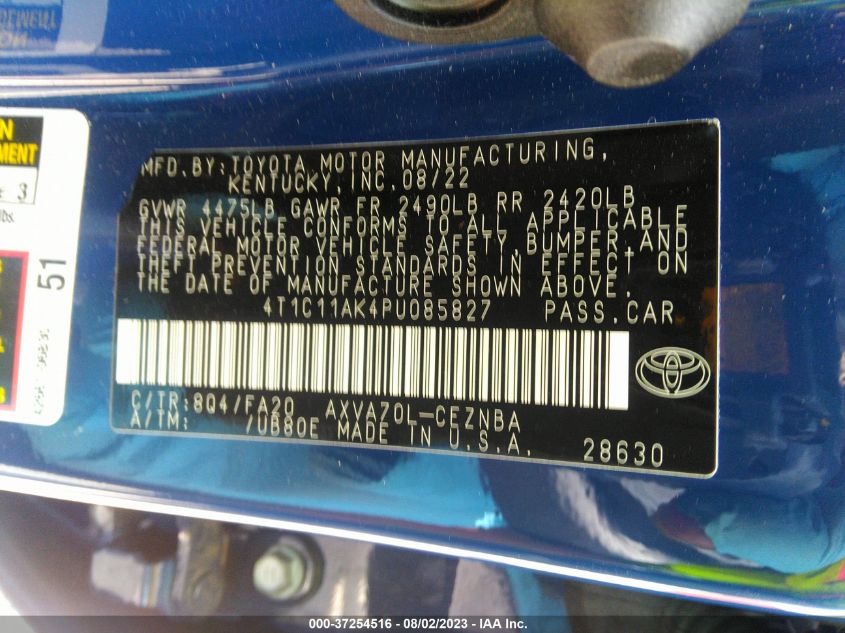 MFD. BY: TOYOTA MOTOR MANUFACTURING,
KENTUCKY, INC. 08/22
GVWR 4475LB GAWR FR 2490LB RR 2420LB
THIS VEHICLE CONFORMS TO ALL APPLICABLE
FEDERAL MOTOR VEHICLE SAFETY, BUMPER, AND
THEFT PREVENTION STANDARDS IN EFFECT ON
THE DATE OF MANUFACTURE SHOWN ABOVE.
4T1C11AK4PU085827 PASS. CAR
C/TR: 8Q4/FA20 AXVA70L-CEZNBA
A/TM: /UB80E MADE IN U.S.A.
28630
3
lbs.
51
000-37254516 - 08/02/2023 - IAA Inc.